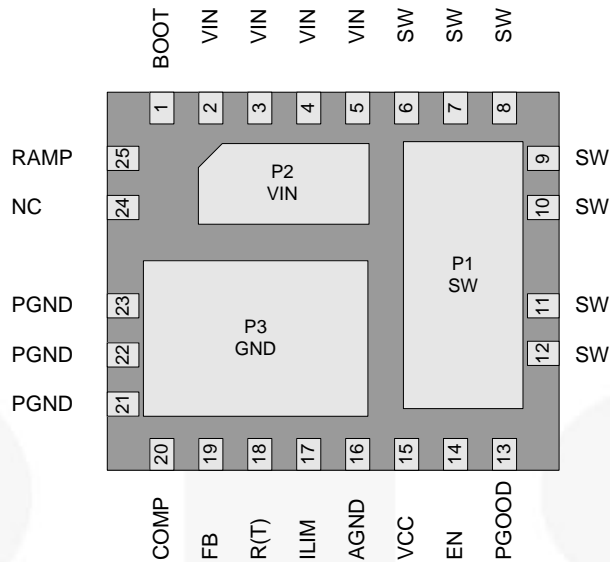 BOOT
VIN
VIN
VIN
VIN
SW
SW
SW
1
2
3
4
5
6
7
8
RAMP
25
NC
24
PGND
23
PGND
22
PGND
21
P2
VIN
P1
SW
P3
GND
9
SW
10
SW
11
SW
12
SW
20
19
18
17
16
15
14
13
COMP
FB
R(T)
ILIM
AGND
VCC
EN
PGOOD